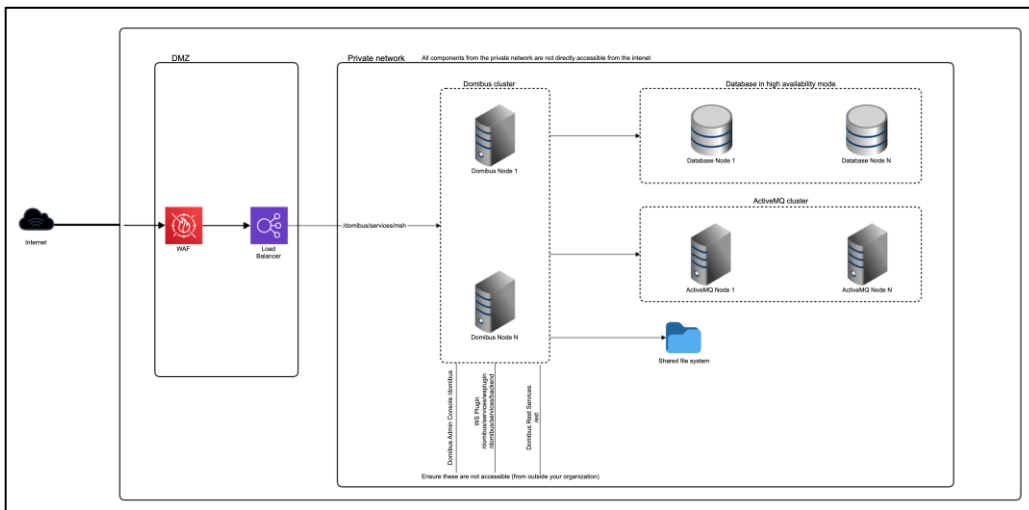 DMZ
Private network
All components from the private network are not directly accessible from the intenet
Domibus cluster
Database in high availability mode
Domibus Node 1
Database Node 1
Database Node N
ActiveMQ cluster
/domibus/services/msh
Internet
WAF
Load
Balancer
ActiveMQ Node 1
ActiveMQ Node N
Domibus Node N
Shared file system
Domibus Admin Console /domibus
WS Plugin
/domibus/services/wsplugin
/domibus/services/backend
Domibus Rest Services
/ext
Ensure these are not accessible (from outside your organization)